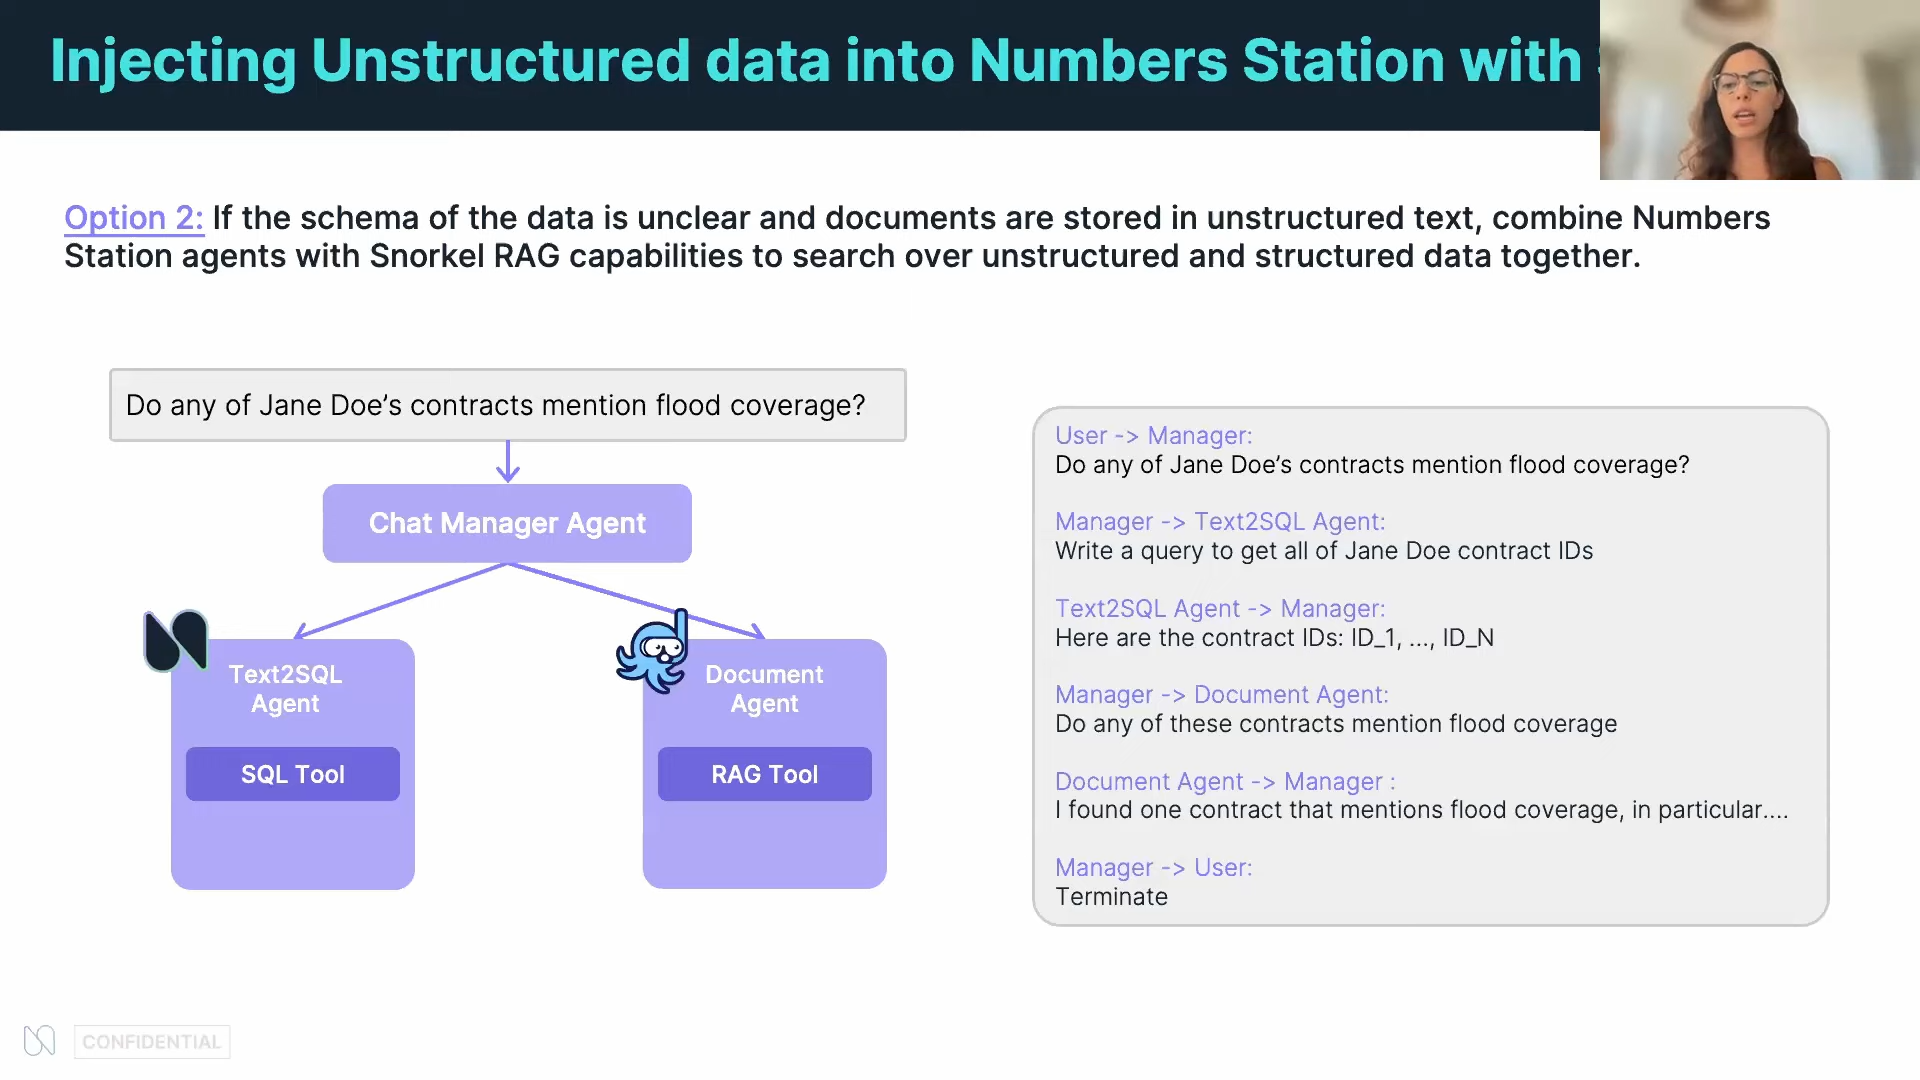 Injecting Unstructured data into Numbers Station with
Option 2: If the schema of the data is unclear and documents are stored in unstructured text, combine Numbers
Station agents with Snorkel RAG capabilities to search over unstructured and structured data together.
Do any of Jane Doe’s contracts mention flood coverage?
Chat Manager Agent
Text2SQL
Agent
SQL Tool
Document
Agent
RAG Tool
User -> Manager:
Do any of Jane Doe’s contracts mention flood coverage?
Manager -> Text2SQL Agent:
Write a query to get all of Jane Doe contract IDs
Text2SQL Agent -> Manager:
Here are the contract IDs: ID_1, ..., ID_N
Manager -> Document Agent:
Do any of these contracts mention flood coverage
Document Agent -> Manager :
I found one contract that mentions flood coverage, in particular....
Manager -> User:
Terminate
CONFIDENTIAL